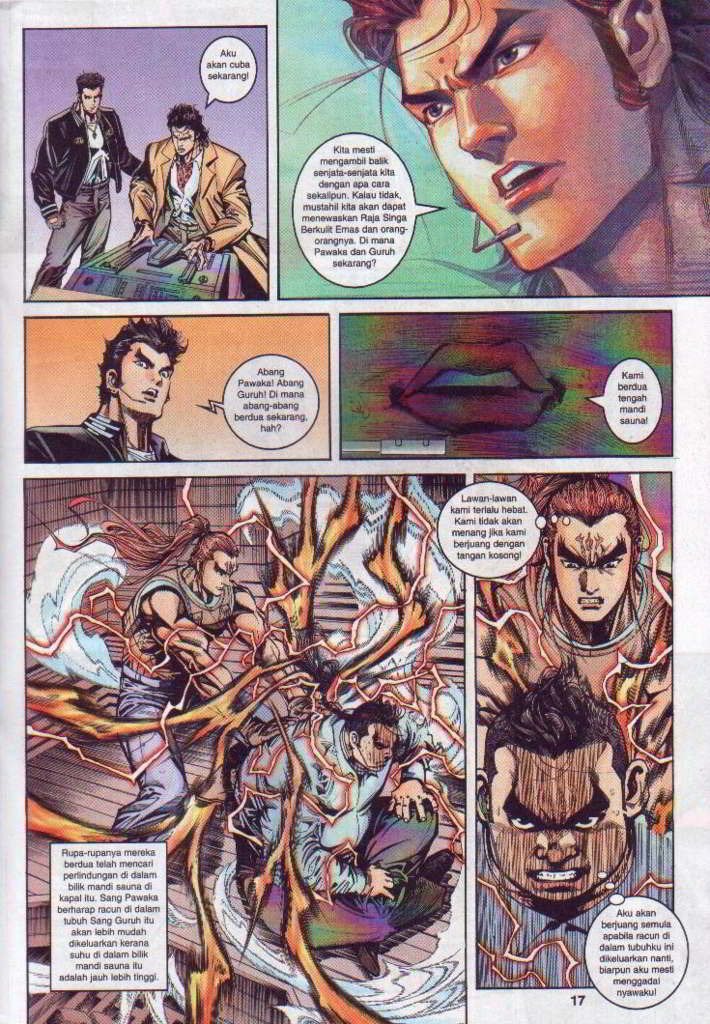 Aku
akan cuba
sekarang!
Kita mesti
mengambil balik
senjata-senjata kita
dengan apa cara
sekalipun. Kalau tidak,
mustahil kita akan dapat
menewaskan Raja Singa
Berkulit Emas dan orang-
orangnya. Di mana
Pawaka dan Guruh
sekarang?
Abang
Pawaka! Abang
Guruh! Di mana
abang-abang
berdua sekarang,
hah?
Kami
berdua
tengah
mandi
sauna!
Lawan-lawan
kami terlalu hebat.
Kami tidak akan
menang jika kami
berjuang dengan
tangan kosong!
Rupa-rupanya mereka
berdua telah mencari
perlindungan di dalam
bilik mandi sauna di
kapal itu. Sang Pawaka
berharap racun di dalam
tubuh Sang Guruh itu
akan lebih mudah
dikeluarkan kerana
suhu di dalam bilik
mandi sauna itu
adalah jauh lebih tinggi.
Aku akan
berjuang semula
apabila racun di
dalam tubuhku ini
dikeluarkan nanti,
biarpun aku mesti
menggadai
nyawaku!
17